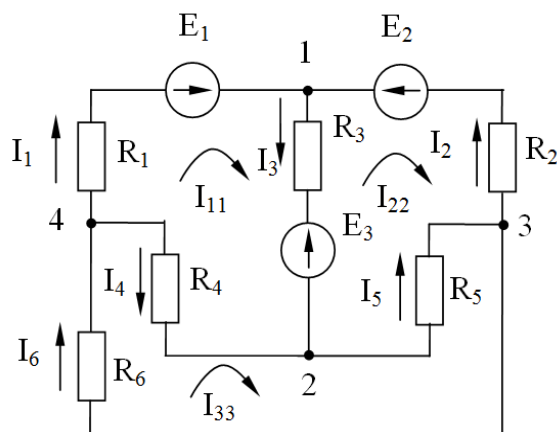 E₁
1
E₂
I₁
R₁
I₃
R₃
I₂
R₂
I₁₁
I₂₂
4
E₃
3
I₄
R₄
I₅
R₅
I₆
R₆
I₃₃
2